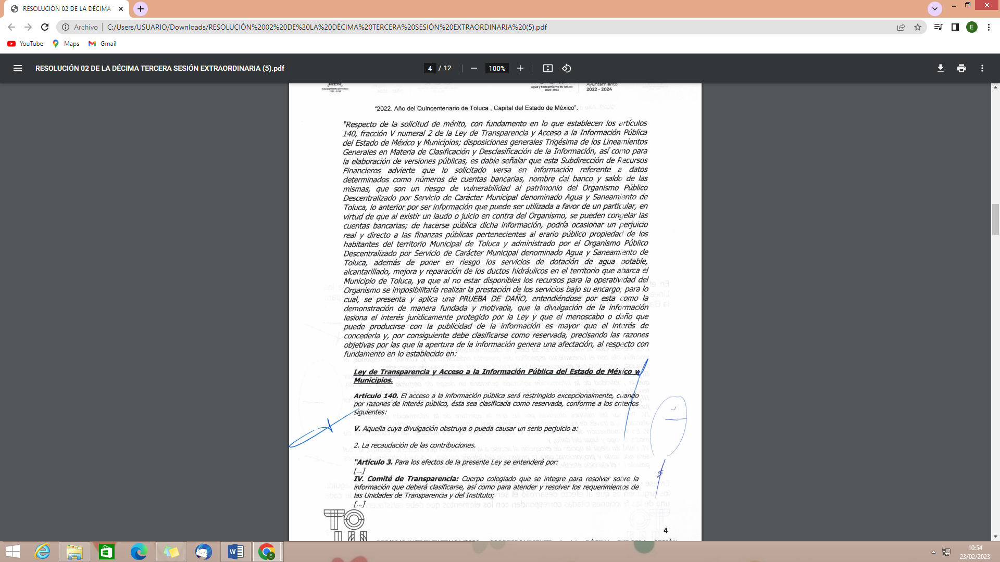 RESOLUCIÓN 02 DE LA DÉCIMA T
Archivo
C:/Users/USUARIO/Downloads/RESOLUCIÓN%2002%20DE%20LA%20DÉCIMA%20TERCERA%20SESIÓN%20EXTRAORDINARIA%20(5).pdf
E
YouTube
Maps
Gmail
RESOLUCIÓN 02 DE LA DÉCIMA TERCERA SESIÓN EXTRAORDINARIA (5).pdf
4 / 12
100%
Ayuntamiento de Toluca
2022-2024
Agua y Saneamiento de Toluca
2022-2024
Ayuntamiento
2022 - 2024
“2022. Año del Quincentenario de Toluca , Capital del Estado de México”.
“Respecto de la solicitud de mérito, con fundamento en lo que establecen los artículos
140, fracción V numeral 2 de la Ley de Transparencia y Acceso a la Información Pública
del Estado de México y Municipios; disposiciones generales Trigésima de los Lineamientos
Generales en Materia de Clasificación y Desclasificación de la Información, así como para
la elaboración de versiones públicas, es dable señalar que esta Subdirección de Recursos
Financieros advierte que lo solicitado versa en información referente a datos
determinados como números de cuentas bancarias, nombre del banco y saldo de las
mismas, que son un riesgo de vulnerabilidad al patrimonio del Organismo Público
Descentralizado por Servicio de Carácter Municipal denominado Agua y Saneamiento de
Toluca, lo anterior por ser información que puede ser utilizada a favor de un particular, en
virtud de que al existir un laudo o juicio en contra del Organismo, se pueden congelar las
cuentas bancarias; de hacerse pública dicha información, podría ocasionar un perjuicio
real y directo a las finanzas públicas pertenecientes al erario público propiedad de los
habitantes del territorio Municipal de Toluca y administrado por el Organismo Público
Descentralizado por Servicio de Carácter Municipal denominado Agua y Saneamiento de
Toluca, además de poner en riesgo los servicios de dotación de agua potable,
alcantarillado, mejora y reparación de los ductos hidráulicos en el territorio que abarca el
Municipio de Toluca, ya que al no estar disponibles los recursos para la operatividad del
Organismo se imposibilitaría realizar la prestación de los servicios bajo su encargo; para lo
cual, se presenta y aplica una PRUEBA DE DAÑO, entendiéndose por esta como la
demostración de manera fundada y motivada, que la divulgación de la información
lesiona el interés jurídicamente protegido por la Ley y que el menoscabo o daño que
puede producirse con la publicidad de la información es mayor que el interés de
concederla y, por consiguiente debe clasificarse como reservada, precisando las razones
objetivas por las que la apertura de la información genera una afectación, al respecto con
fundamento en lo establecido en:
Ley de Transparencia y Acceso a la Información Pública del Estado de México y
Municipios.
Artículo 140. El acceso a la información pública será restringido excepcionalmente, cuando
por razones de interés público, ésta sea clasificada como reservada, conforme a los criterios
siguientes:
V. Aquella cuya divulgación obstruya o pueda causar un serio perjuicio a:
2. La recaudación de las contribuciones.
“Artículo 3. Para los efectos de la presente Ley se entenderá por:
[...]
IV. Comité de Transparencia: Cuerpo colegiado que se integre para resolver sobre la
información que deberá clasificarse, así como para atender y resolver los requerimientos de
las Unidades de Transparencia y del Instituto;
[...]
4
10:54
23/02/2023